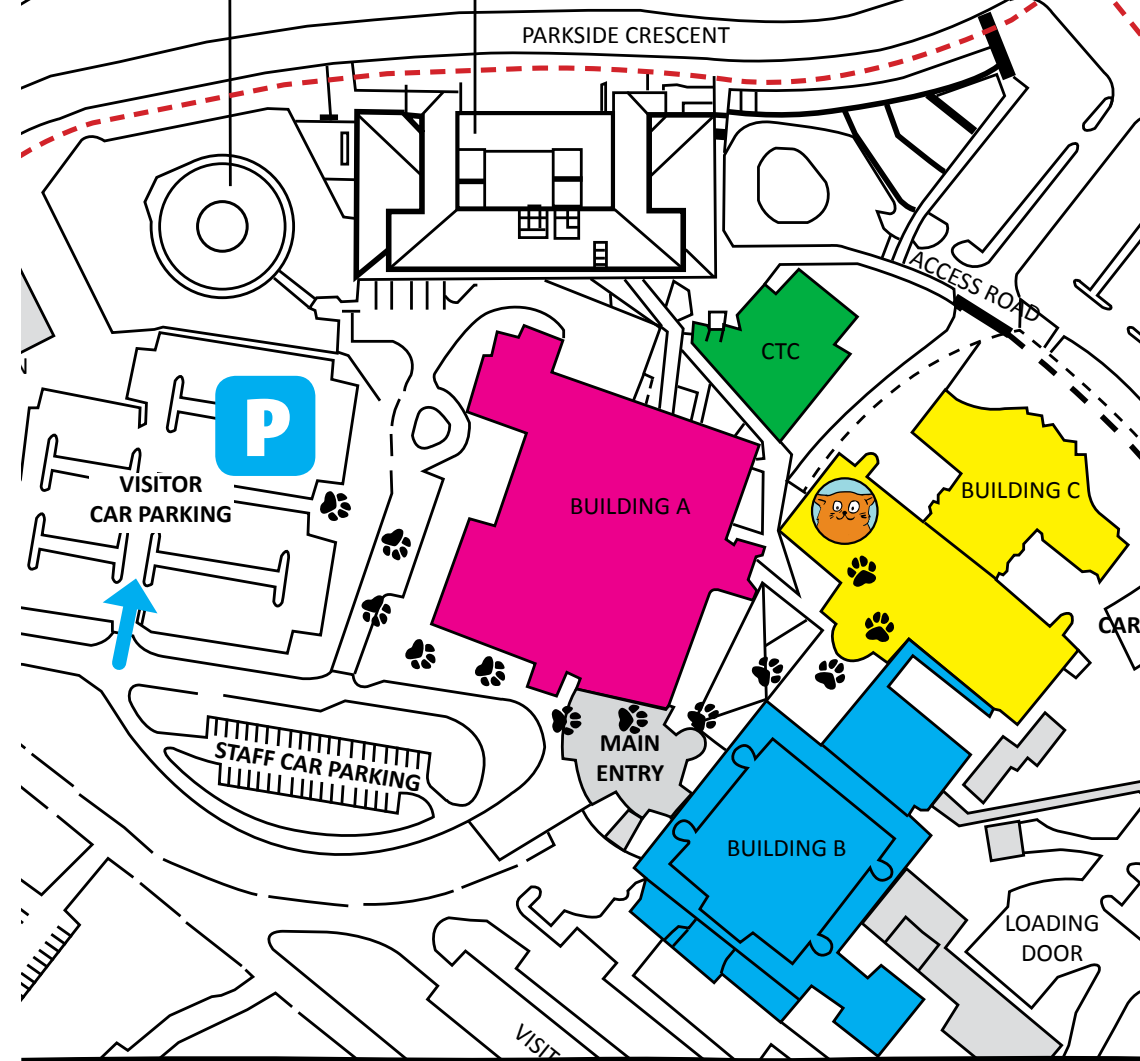 PARKSIDE CRESCENT
ACCESS ROAD
CTC
P
VISITOR
CAR PARKING
BUILDING A
BUILDING C
CAR
MAIN
ENTRY
STAFF CAR PARKING
BUILDING B
LOADING
DOOR
VISIT
N